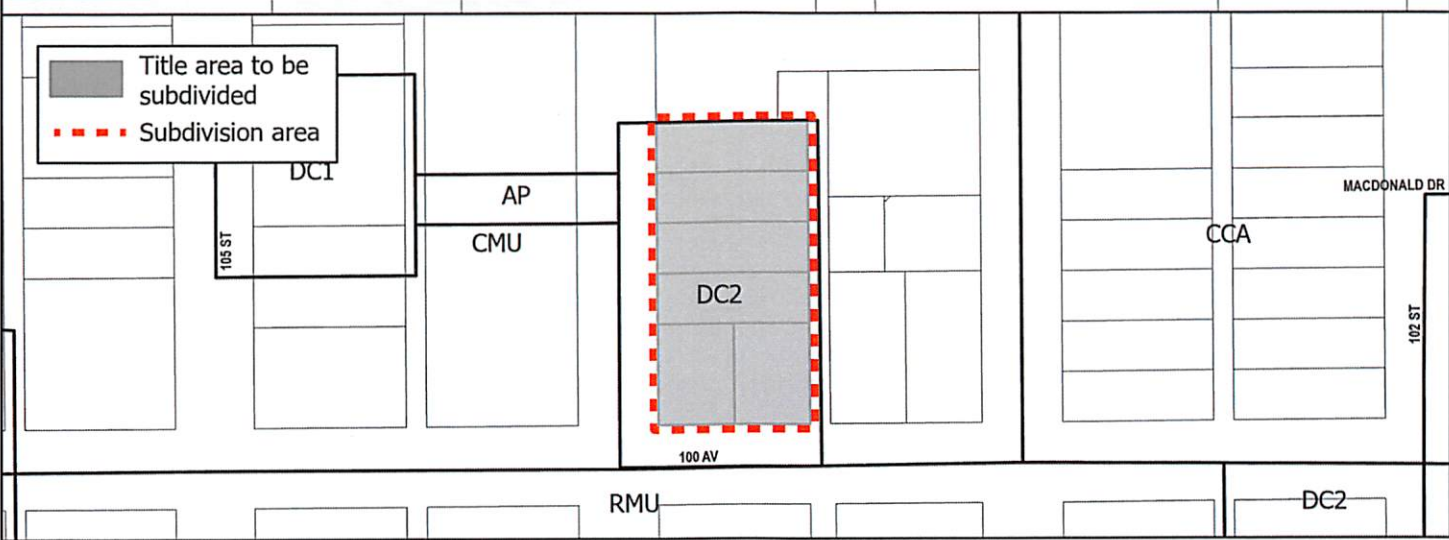 Title area to be
subdivided
Subdivision area
DC1
AP
CMU
105 ST
DC2
MACDONALD DR
CCA
102 ST
100 AV
RMU
DC2